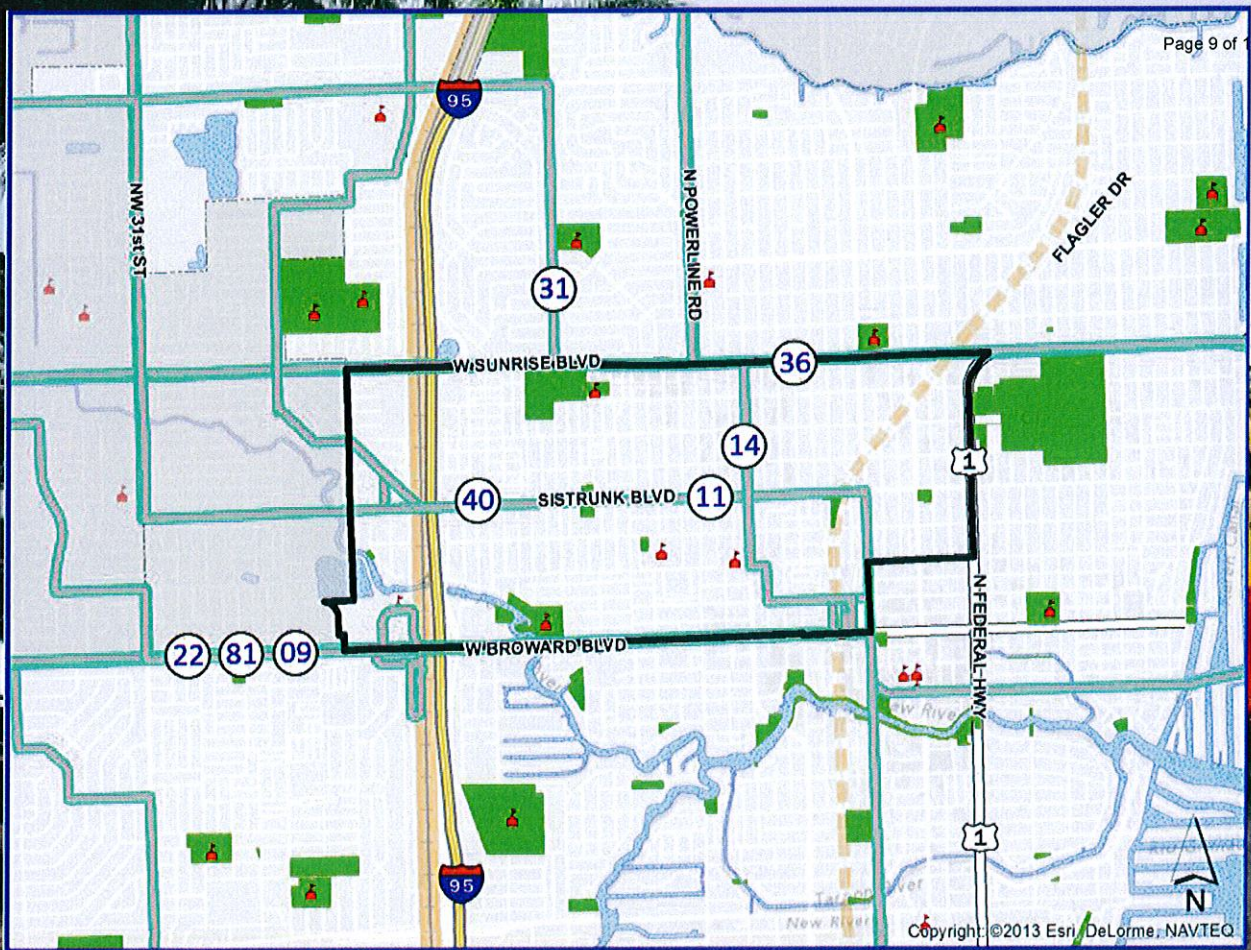 Page 9 of 1
95
NW 31st ST
N POWERLINE RD
FLAGLER DR
31
W SUNRISE BLVD
36
14
1
40
SISTRUNK BLVD
11
N FEDERAL HWY
22
81
09
W BROWARD BLVD
River
New River
1
95
New River
N
Copyright: ©2013 Esri, DeLorme, NAVTEQ